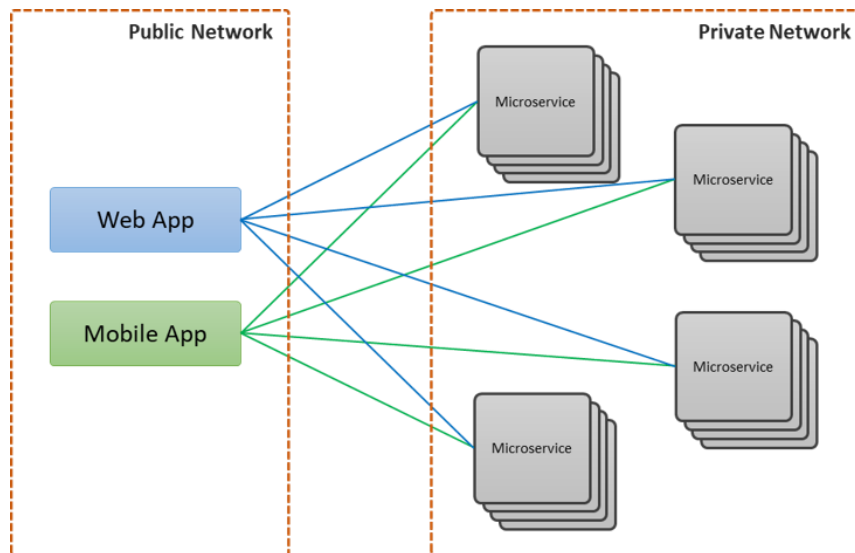 Public Network
Private Network
Microservice
Microservice
Web App
Mobile App
Microservice
Microservice